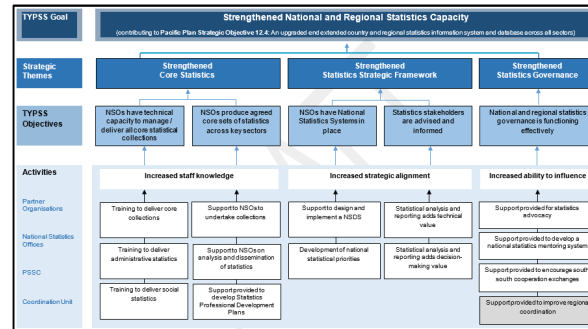 TYPSS Goal
Strengthened National and Regional Statistics Capacity
(contributing to Pacific Plan Strategic Objective 12.4: An upgraded and extended country and regional statistics information system and database across all sectors)
Strategic
Themes
Strengthened
Core Statistics
Strengthened
Statistics Strategic Framework
Strengthened
Statistics Governance
TYPSS
Objectives
NSOs have technical
capacity to manage /
deliver all core statistical
collections
NSOs produce agreed
core sets of statistics
across key sectors
NSOs have National
Statistics Systems in
place
Statistics stakeholders
are advised and
informed
National and regional statistics
governance is functioning
effectively
Activities
Increased staff knowledge
Increased strategic alignment
Increased ability to influence
Partner
Organisations
National Statistics
Offices
PSSC
Coordination Unit
Training to deliver core
collections
Training to deliver
administrative statistics
Training to deliver social
statistics
Support to NSOs to
undertake collections
Support to NSOs on
analysis and dissemination
of statistics
Support provided to
develop Statistics
Professional Development
Plans
Support to design and
implement a NSDS
Development of national
statistical priorities
Statistical analysis and
reporting adds technical
value
Statistical analysis and
reporting adds decision-
making value
Support provided for statistics
advocacy
Support provided to develop a
national statistics mentoring system
Support provided to encourage south-
south cooperation exchanges
Support provided to improve regional
coordination